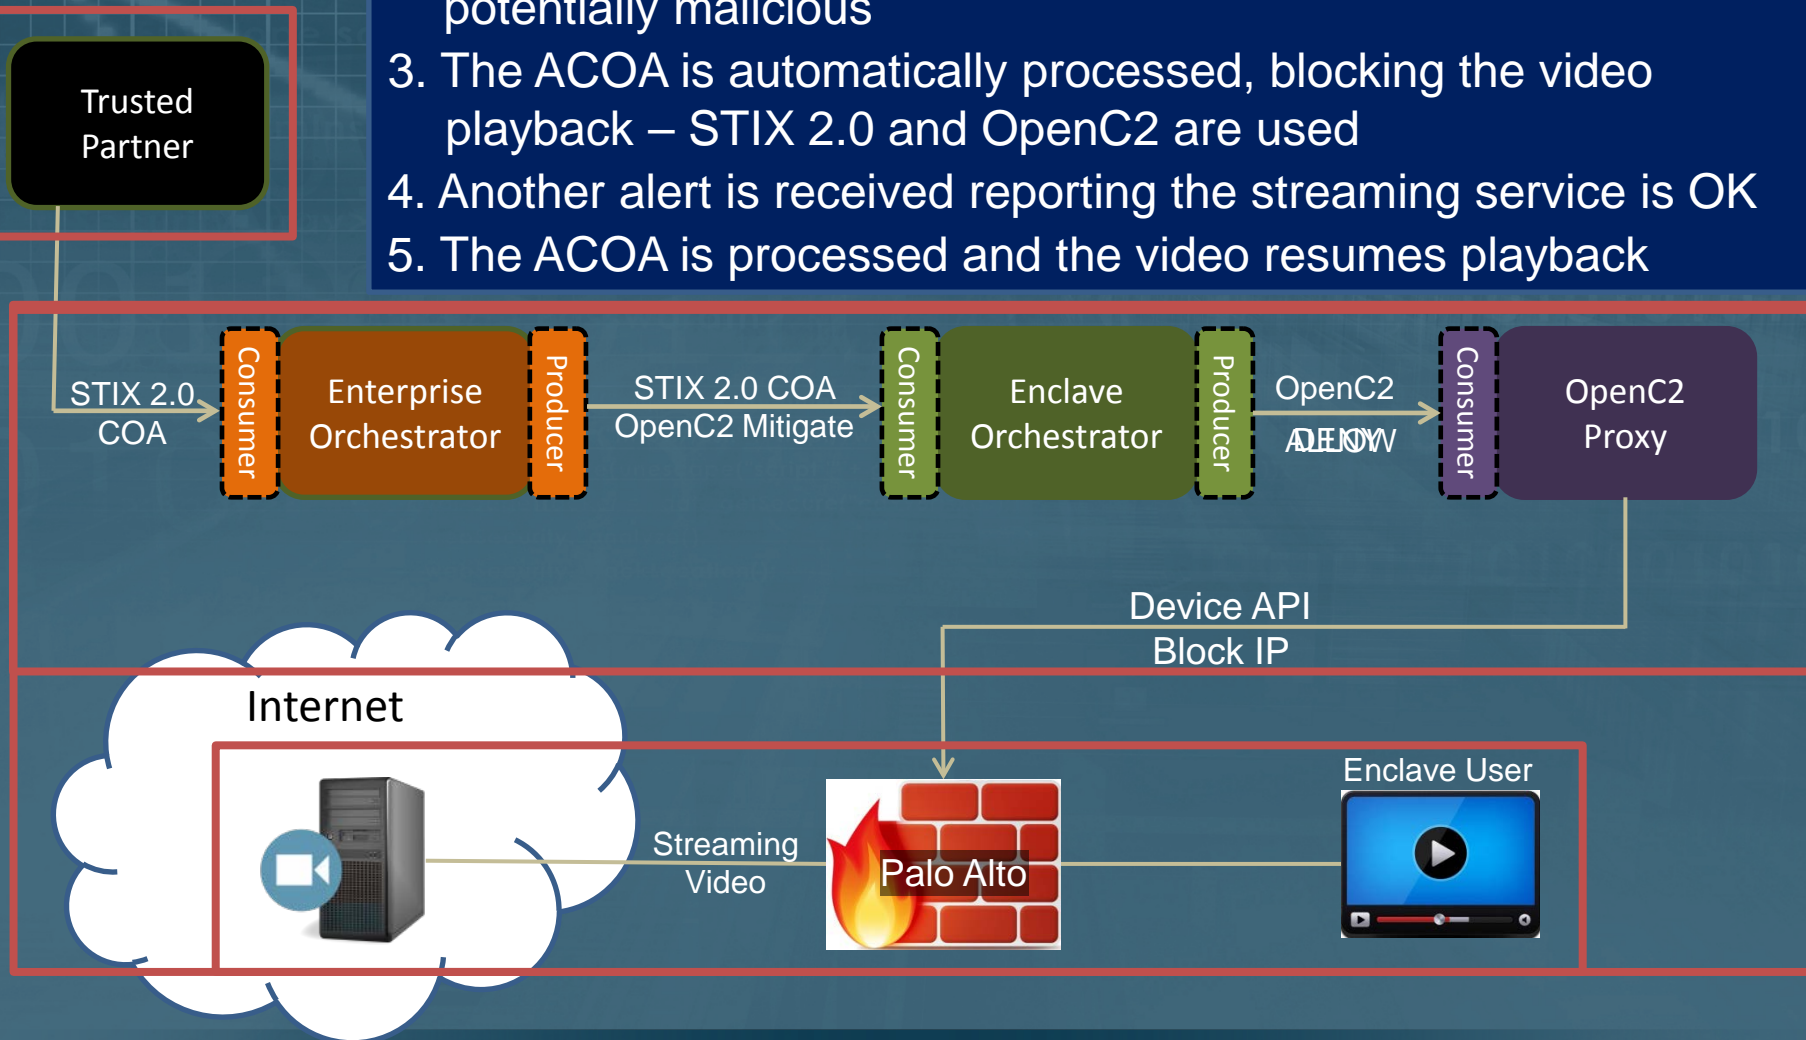 potentially malicious
3. The ACOA is automatically processed, blocking the video
playback – STIX 2.0 and OpenC2 are used
4. Another alert is received reporting the streaming service is OK
5. The ACOA is processed and the video resumes playback
Trusted
Partner
STIX 2.0
COA
Consumer
Enterprise
Orchestrator
Producer
STIX 2.0 COA
OpenC2 Mitigate
Consumer
Enclave
Orchestrator
Producer
OpenC2
DENY
ALLOW
Consumer
OpenC2
Proxy
Device API
Block IP
Internet
Streaming
Video
Palo Alto
Enclave User